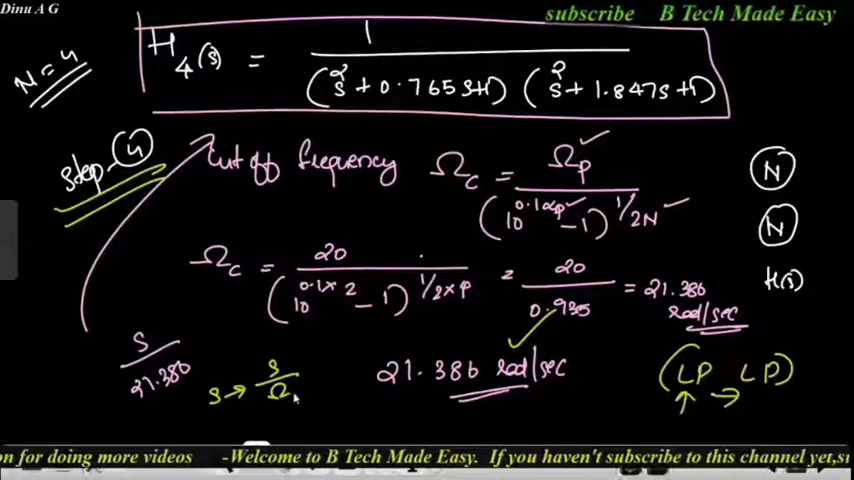 Dinu A G
subscribe B Tech Made Easy
N=4
H4(s) = 1 / (s²+0.765s+1) (s²+1.847s+1)
Step 4
Cut off frequency Ωc = Ωp / (10^0.1αp -1)^1/2N
N
N
Ωc = 20 / (10^0.1×2 -1)^1/2×4 = 20 / 0.935 = 21.386 rad/sec
H(s)
s / 21.386
s → s / Ω
21.386 rad/sec
(LP → LP)
on for doing more videos -Welcome to B Tech Made Easy. If you haven't subscribe to this channel yet,su